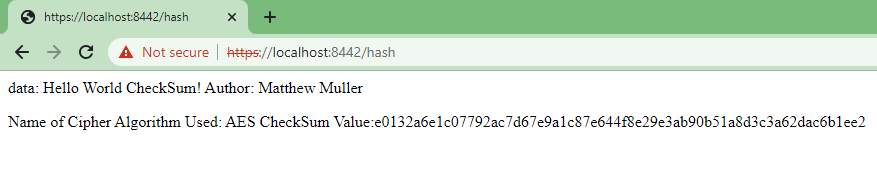 https://localhost:8442/hash
Not secure https://localhost:8442/hash
data: Hello World CheckSum! Author: Matthew Muller
Name of Cipher Algorithm Used: AES CheckSum Value:e0132a6e1c07792ac7d67e9a1c87e644f8e29e3ab90b51a8d3c3a62dac6b1ee2